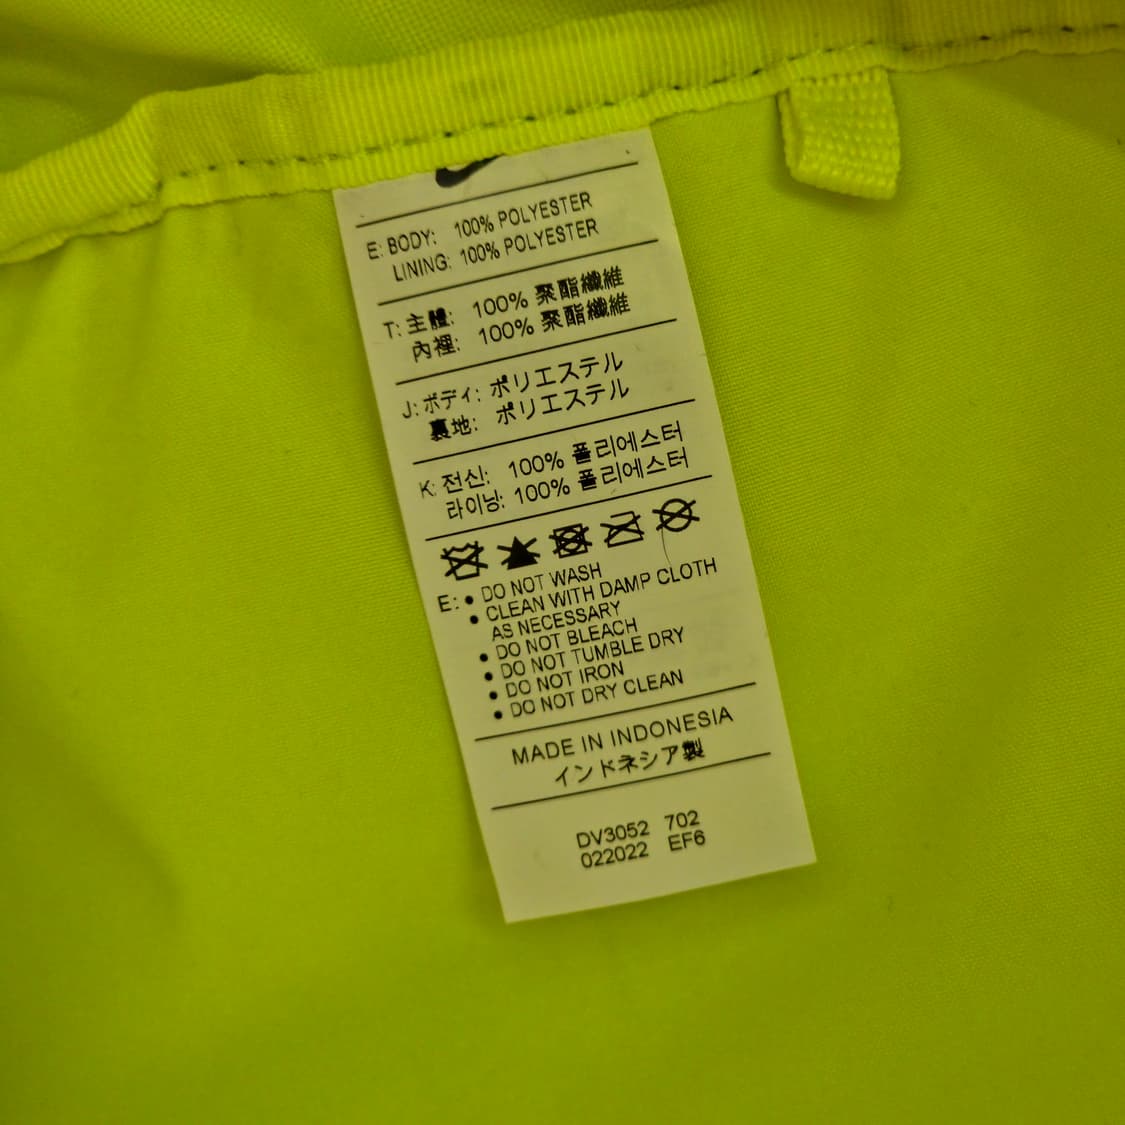 E: BODY: 100% POLYESTER
LINING: 100% POLYESTER
T: 主體: 100% 聚酯纖維
內裡: 100% 聚酯纖維
J: ボディ: ポリエステル
裏地: ポリエステル
K: 전신: 100% 폴리에스터
라이닝: 100% 폴리에스터
E: • DO NOT WASH
• CLEAN WITH DAMP CLOTH
AS NECESSARY
• DO NOT BLEACH
• DO NOT TUMBLE DRY
• DO NOT IRON
• DO NOT DRY CLEAN
MADE IN INDONESIA
インドネシア製
DV3052 702
022022 EF6